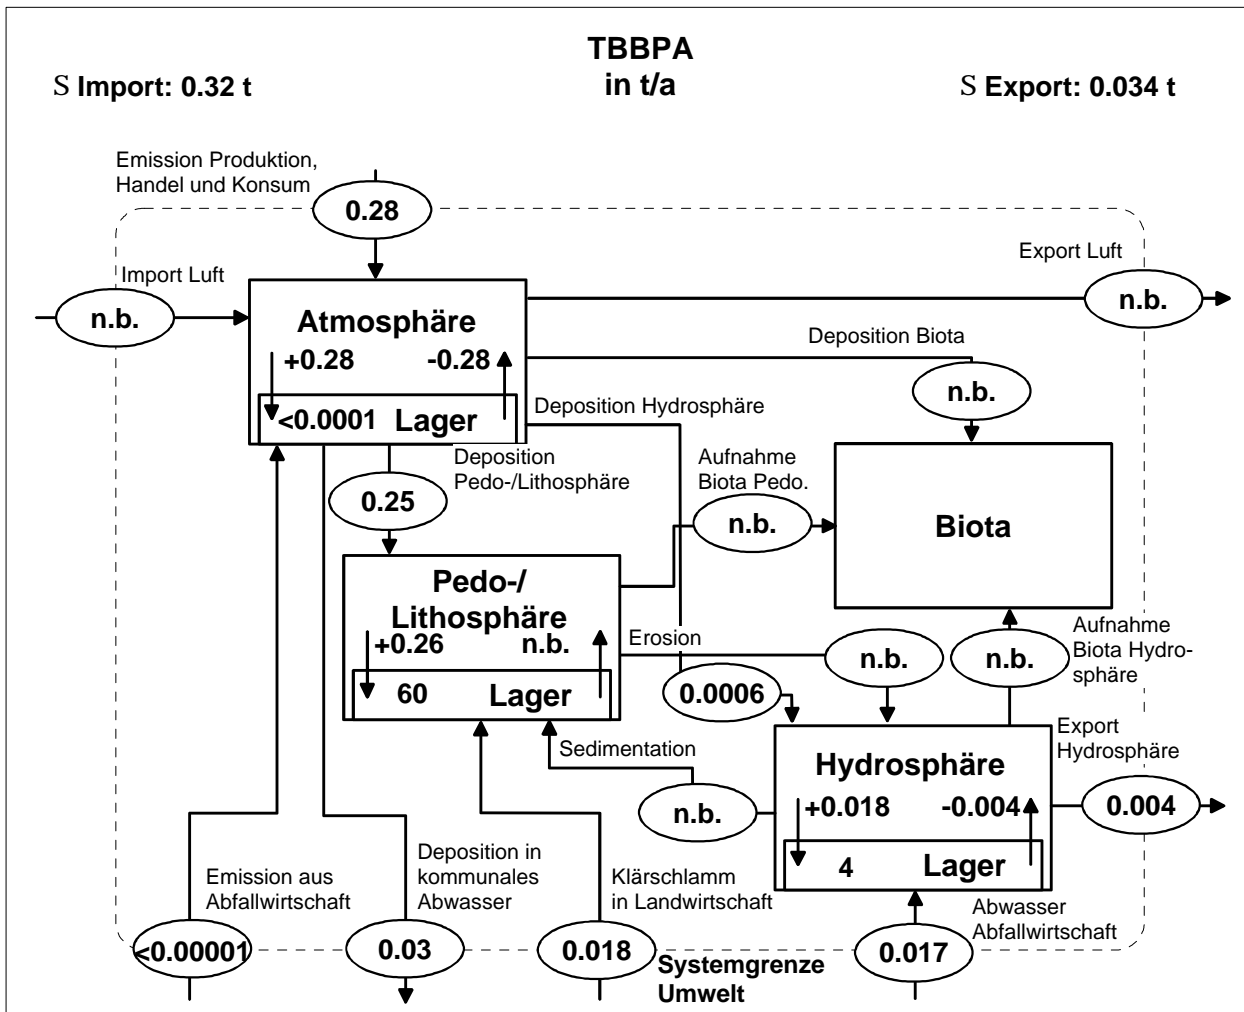 TBBPA
in t/a
S Import: 0.32 t
S Export: 0.034 t
Emission Produktion,
Handel und Konsum
0.28
Import Luft
n.b.
Export Luft
n.b.
Atmosphäre
+0.28 -0.28
<0.0001 Lager
Deposition Biota
n.b.
Deposition Hydrosphäre
Deposition
Pedo-/Lithosphäre
0.25
Aufnahme
Biota Pedo.
n.b.
Biota
Pedo-/
Lithosphäre
+0.26 n.b.
60 Lager
Erosion
n.b.
n.b.
Aufnahme
Biota Hydro-
sphäre
0.0006
Sedimentation
n.b.
Hydrosphäre
+0.018 -0.004
4 Lager
Export
Hydrosphäre
0.004
Emission aus
Abfallwirtschaft
<0.00001
Deposition in
kommunales
Abwasser
0.03
Klärschlamm
in Landwirtschaft
0.018
Abwasser
Abfallwirtschaft
0.017
Systemgrenze
Umwelt